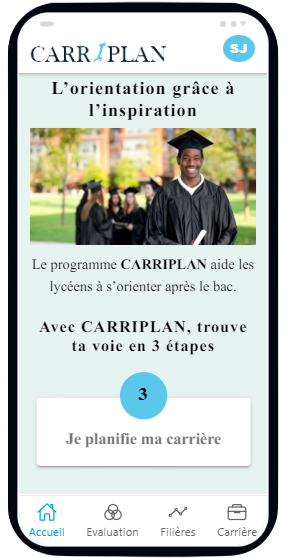 CARRIPLAN
SJ
L'orientation grâce à
l'inspiration
Le programme CARRIPLAN aide les
lycéens à s'orienter après le bac.
Avec CARRIPLAN, trouve
ta voie en 3 étapes
3
Je planifie ma carrière
Accueil Evaluation Filières Carrière